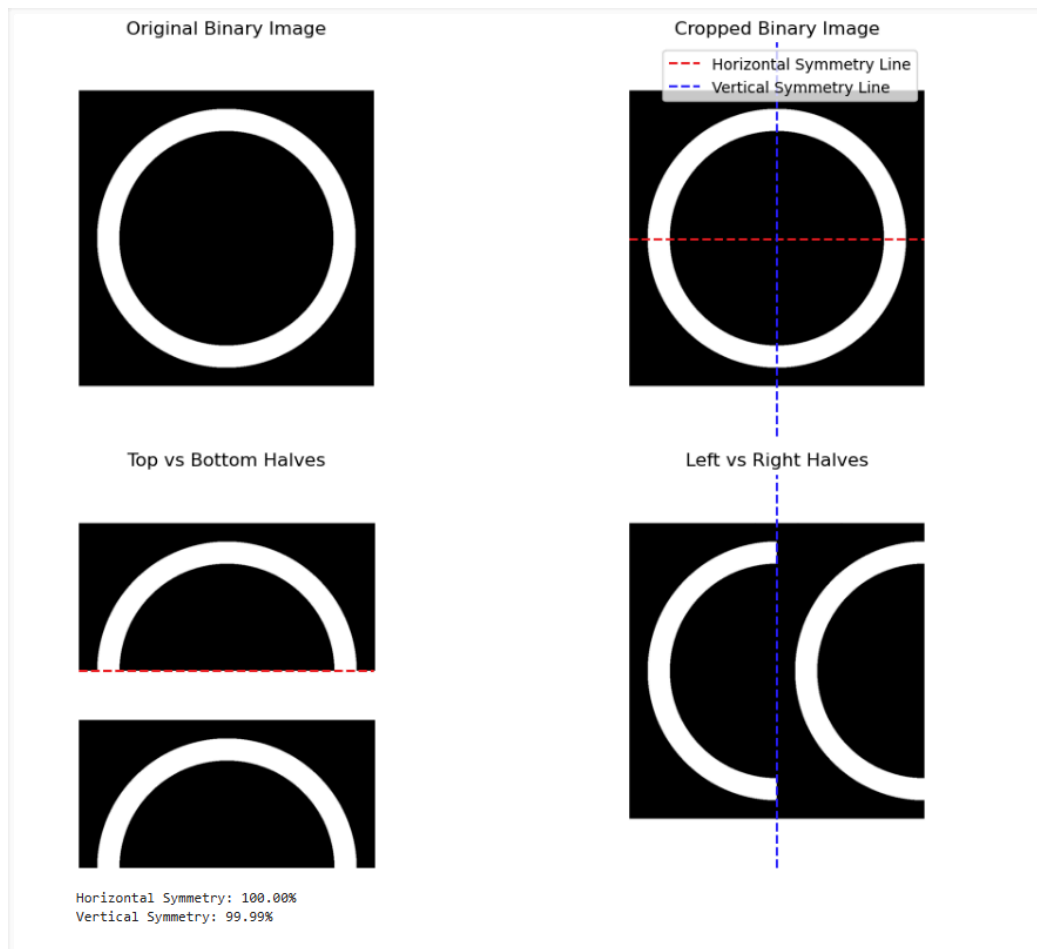 Original Binary Image
Cropped Binary Image
Horizontal Symmetry Line
Vertical Symmetry Line
Top vs Bottom Halves
Left vs Right Halves
Horizontal Symmetry: 100.00%
Vertical Symmetry: 99.99%